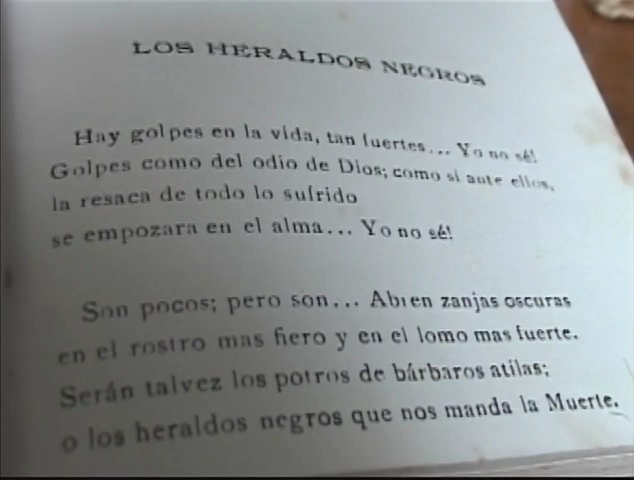 LOS HERALDOS NEGROS
Hay golpes en la vida, tan fuertes... Yo no sé!
Golpes como del odio de Dios; como si ante ellos,
la resaca de todo lo sufrido
se empozara en el alma... Yo no sé!
Son pocos; pero son... Abren zanjas oscuras
en el rostro mas fiero y en el lomo mas fuerte.
Serán talvez los potros de bárbaros atilas;
o los heraldos negros que nos manda la Muerte.